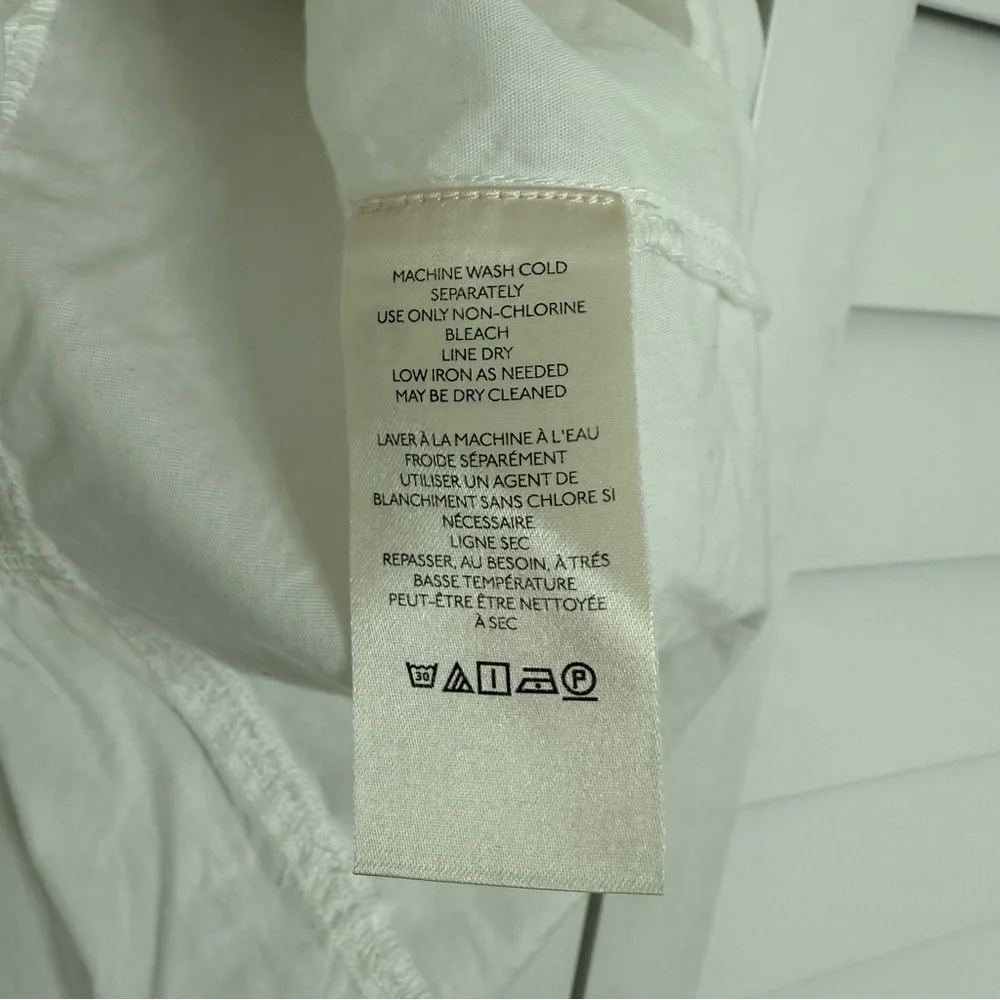 MACHINE WASH COLD
SEPARATELY
USE ONLY NON-CHLORINE
BLEACH
LINE DRY
LOW IRON AS NEEDED
MAY BE DRY CLEANED
LAVER À LA MACHINE À L'EAU
FROIDE SÉPARÉMENT
UTILISER UN AGENT DE
BLANCHIMENT SANS CHLORE SI
NÉCESSAIRE
LIGNE SEC
REPASSER, AU BESOIN, À TRÉS
BASSE TEMPÉRATURE
PEUT-ÊTRE ÊTRE NETTOYÉE
À SEC
30 P